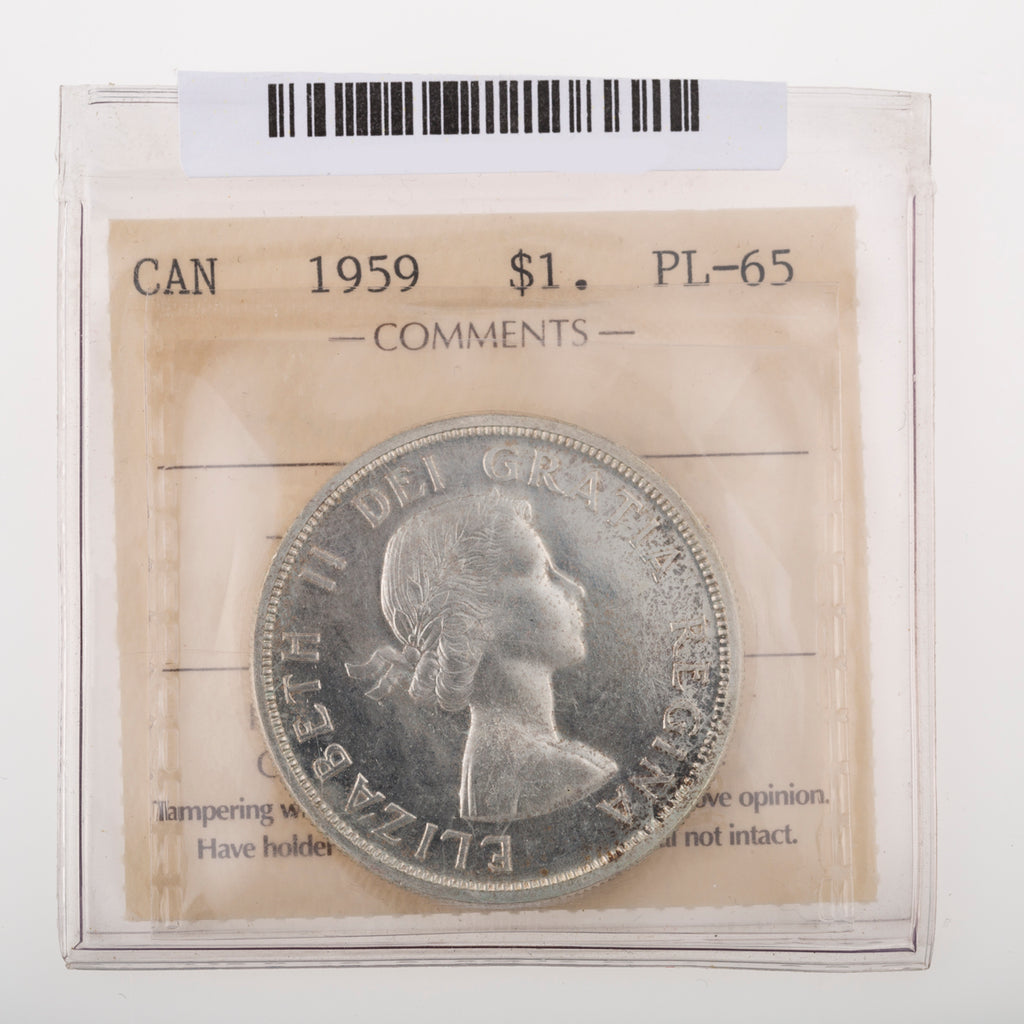 CAN 1959 $1. PL-65
— COMMENTS —
ELIZABETH II DEI GRATIA REGINA
Tampering ve opinion.
Have holder not intact.